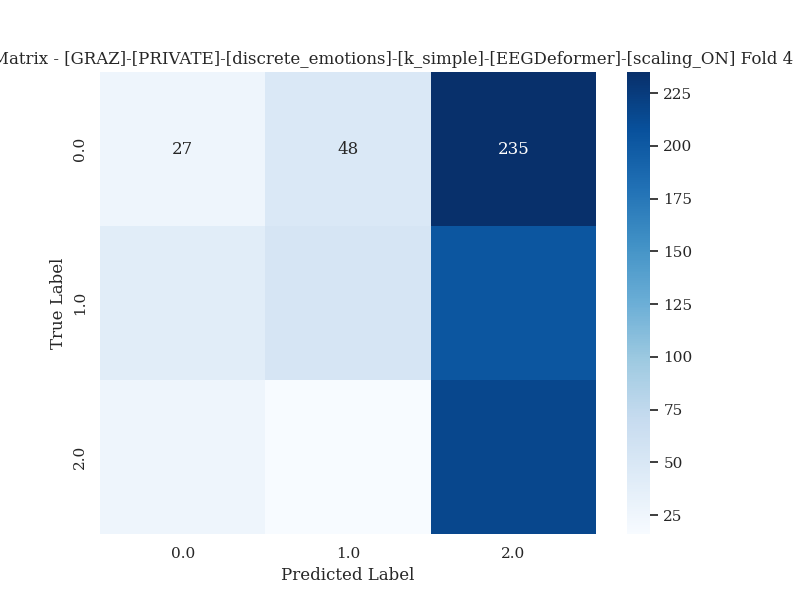 Matrix - [GRAZ]-[PRIVATE]-[discrete_emotions]-[k_simple]-[EEGDeformer]-[scaling_ON] Fold 4
27 48 235
0.0
1.0
2.0
True Label
0.0 1.0 2.0
Predicted Label
225
200
175
150
125
100
75
50
25